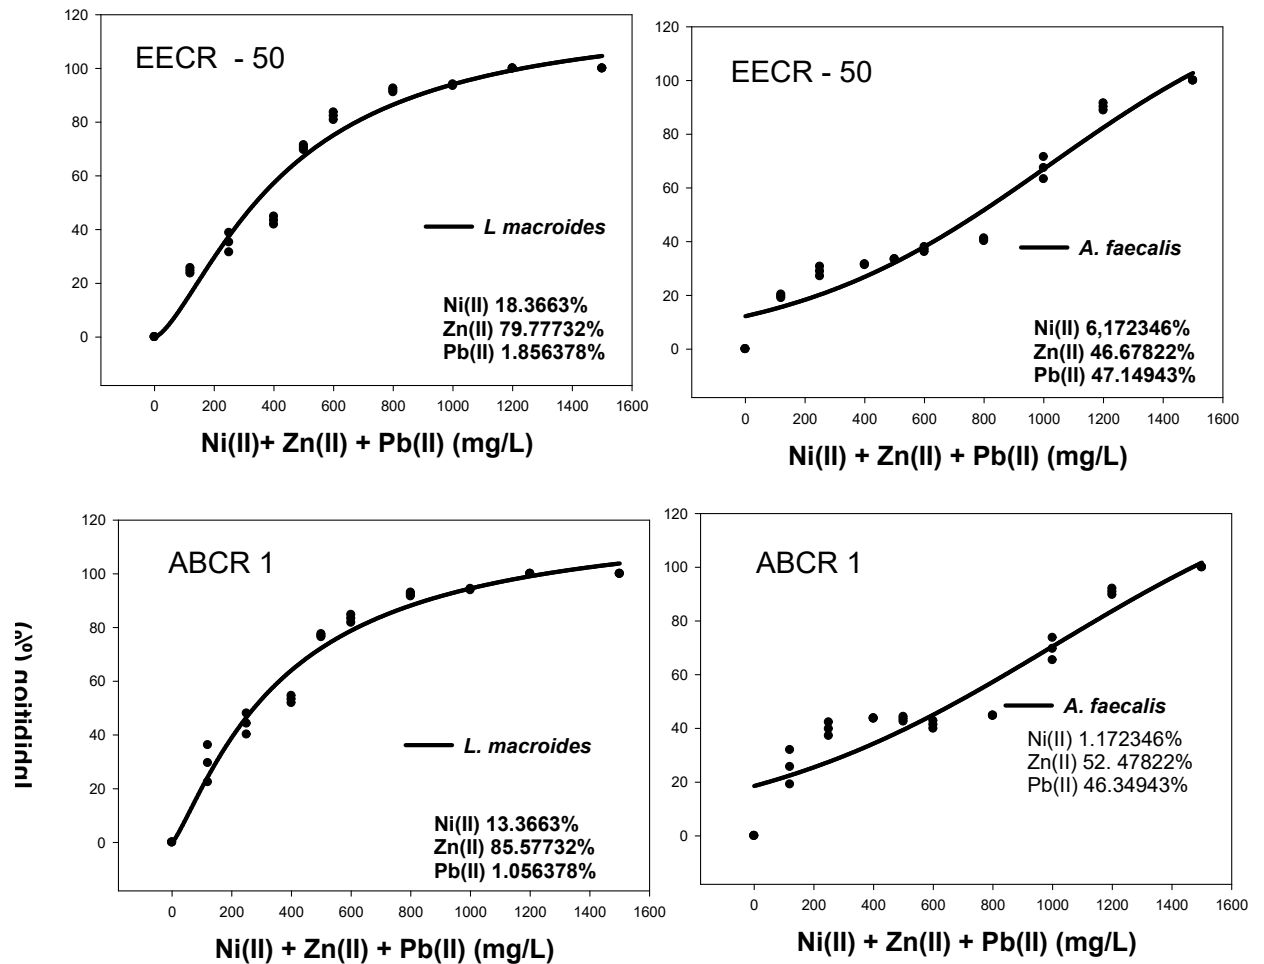 EECR - 50
120
100
80
60
40
20
0
L macroides
Ni(II) 18.3663%
Zn(II) 79.77732%
Pb(II) 1.856378%
0 200 400 600 800 1000 1200 1400 1600
Ni(II)+ Zn(II) + Pb(II) (mg/L)
EECR - 50
120
100
80
60
40
20
0
A. faecalis
Ni(II) 6,172346%
Zn(II) 46.67822%
Pb(II) 47.14943%
0 200 400 600 800 1000 1200 1400 1600
Ni(II) + Zn(II) + Pb(II) (mg/L)
Inhibition (%)
ABCR 1
120
100
80
60
40
20
0
L. macroides
Ni(II) 13.3663%
Zn(II) 85.57732%
Pb(II) 1.056378%
0 200 400 600 800 1000 1200 1400 1600
Ni(II) + Zn(II) + Pb(II) (mg/L)
ABCR 1
120
100
80
60
40
20
0
A. faecalis
Ni(II) 1.172346%
Zn(II) 52. 47822%
Pb(II) 46.34943%
0 200 400 600 800 1000 1200 1400 1600
Ni(II) + Zn(II) + Pb(II) (mg/L)